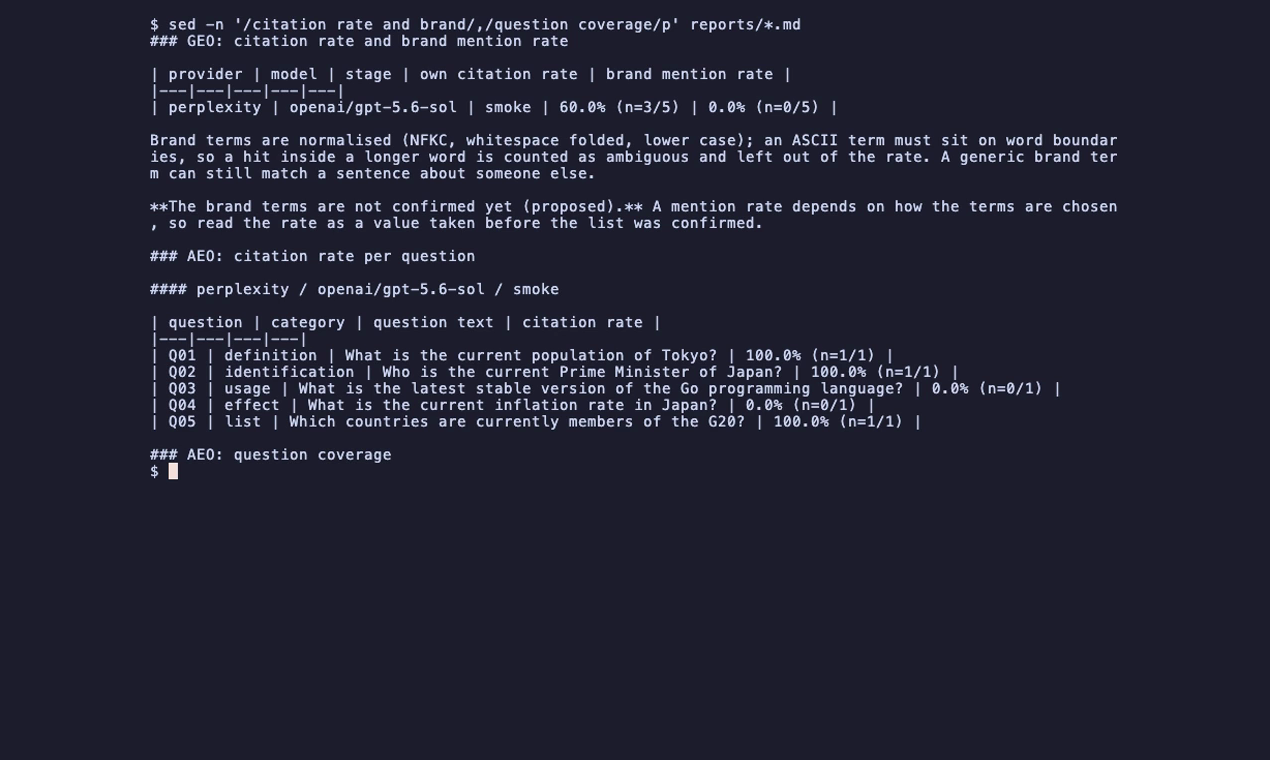 $ sed -n '/citation rate and brand/,/question coverage/p' reports/*.md
### GEO: citation rate and brand mention rate
| provider | model | stage | own citation rate | brand mention rate |
|---|---|---|---|---|
| perplexity | openai/gpt-5.6-sol | smoke | 60.0% (n=3/5) | 0.0% (n=0/5) |
Brand terms are normalised (NFKC, whitespace folded, lower case); an ASCII term must sit on word boundar
ies, so a hit inside a longer word is counted as ambiguous and left out of the rate. A generic brand ter
m can still match a sentence about someone else.
**The brand terms are not confirmed yet (proposed).** A mention rate depends on how the terms are chosen
, so read the rate as a value taken before the list was confirmed.
### AEO: citation rate per question
#### perplexity / openai/gpt-5.6-sol / smoke
| question | category | question text | citation rate |
|---|---|---|---|
| Q01 | definition | What is the current population of Tokyo? | 100.0% (n=1/1) |
| Q02 | identification | Who is the current Prime Minister of Japan? | 100.0% (n=1/1) |
| Q03 | usage | What is the latest stable version of the Go programming language? | 0.0% (n=0/1) |
| Q04 | effect | What is the current inflation rate in Japan? | 0.0% (n=0/1) |
| Q05 | list | Which countries are currently members of the G20? | 100.0% (n=1/1) |
### AEO: question coverage
$